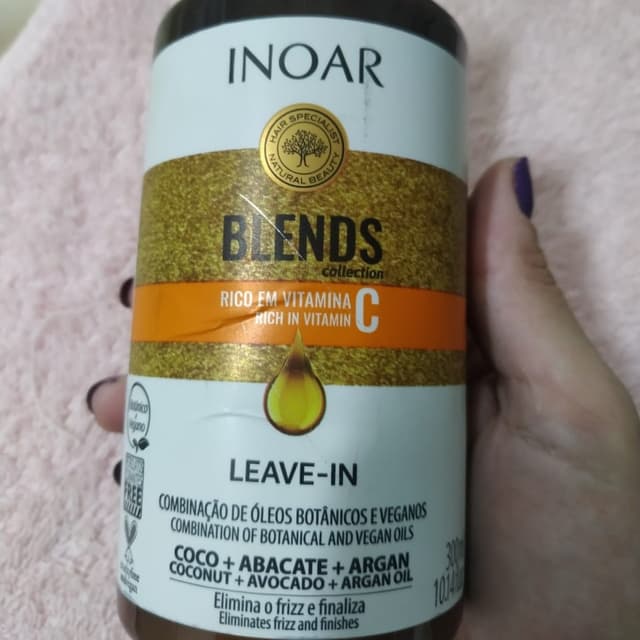 INOAR
HAIR SPECIALIST
NATURAL BEAUTY
BLENDS
collection
RICO EM VITAMINA C
RICH IN VITAMIN
LEAVE-IN
COMBINAÇÃO DE ÓLEOS BOTÂNICOS E VEGANOS
COMBINATION OF BOTANICAL AND VEGAN OILS
COCO + ABACATE + ARGAN
COCONUT + AVOCADO + ARGAN OIL
Elimina o frizz e finaliza
Eliminates frizz and finishes
botânico
e vegano
FREE